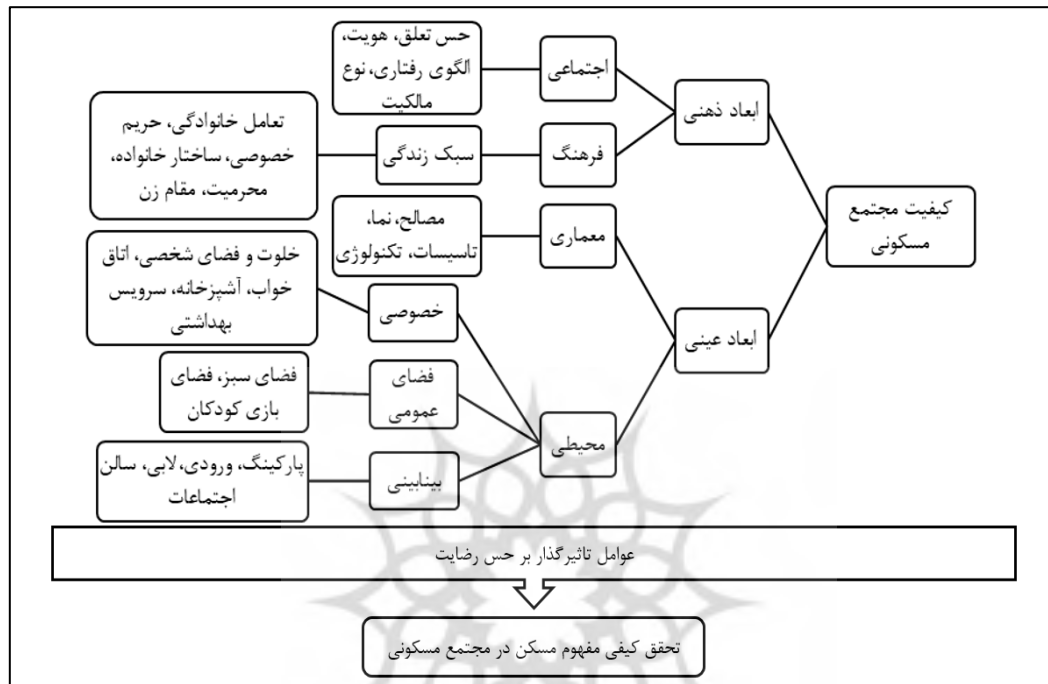 کیفیت مجتمع
مسکونی
ابعاد ذهنی
اجتماعی
حس تعلق، هویت،
الگوی رفتاری، نوع
مالکیت
فرهنگ
سبک زندگی
تعامل خانوادگی، حریم
خصوصی، ساختار خانواده،
محرمیت، مقام زن
ابعاد عینی
معماری
مصالح، نما،
تاسیسات، تکنولوژی
محیطی
خصوصی
خلوت و فضای شخصی، اتاق
خواب، آشپزخانه، سرویس
بهداشتی
فضای
عمومی
فضای سبز، فضای
بازی کودکان
بینابینی
پارکینگ، ورودی، لابی، سالن
اجتماعات
عوامل تاثیرگذار بر حس رضایت
تحقق کیفی مفهوم مسکن در مجتمع مسکونی